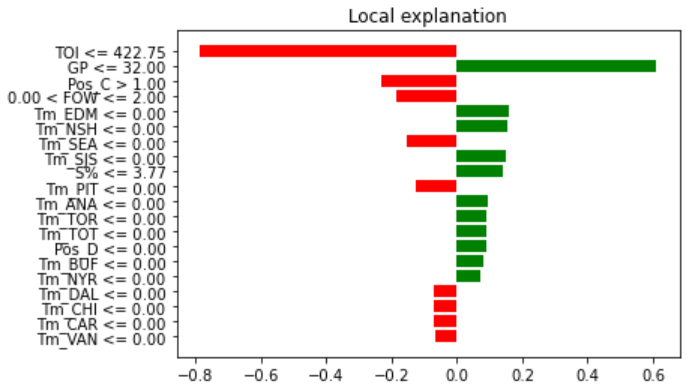 Local explanation
TOI <= 422.75
GP <= 32.00
Pos_C > 1.00
0.00 < FOW <= 2.00
Tm_EDM <= 0.00
Tm_NSH <= 0.00
Tm_SEA <= 0.00
Tm_SJS <= 0.00
S% <= 3.77
Tm_PIT <= 0.00
Tm_ANA <= 0.00
Tm_TOR <= 0.00
Tm_TOT <= 0.00
Pos_D <= 0.00
Tm_BUF <= 0.00
Tm_NYR <= 0.00
Tm_DAL <= 0.00
Tm_CHI <= 0.00
Tm_CAR <= 0.00
Tm_VAN <= 0.00
−0.8 −0.6 −0.4 −0.2 0.0 0.2 0.4 0.6